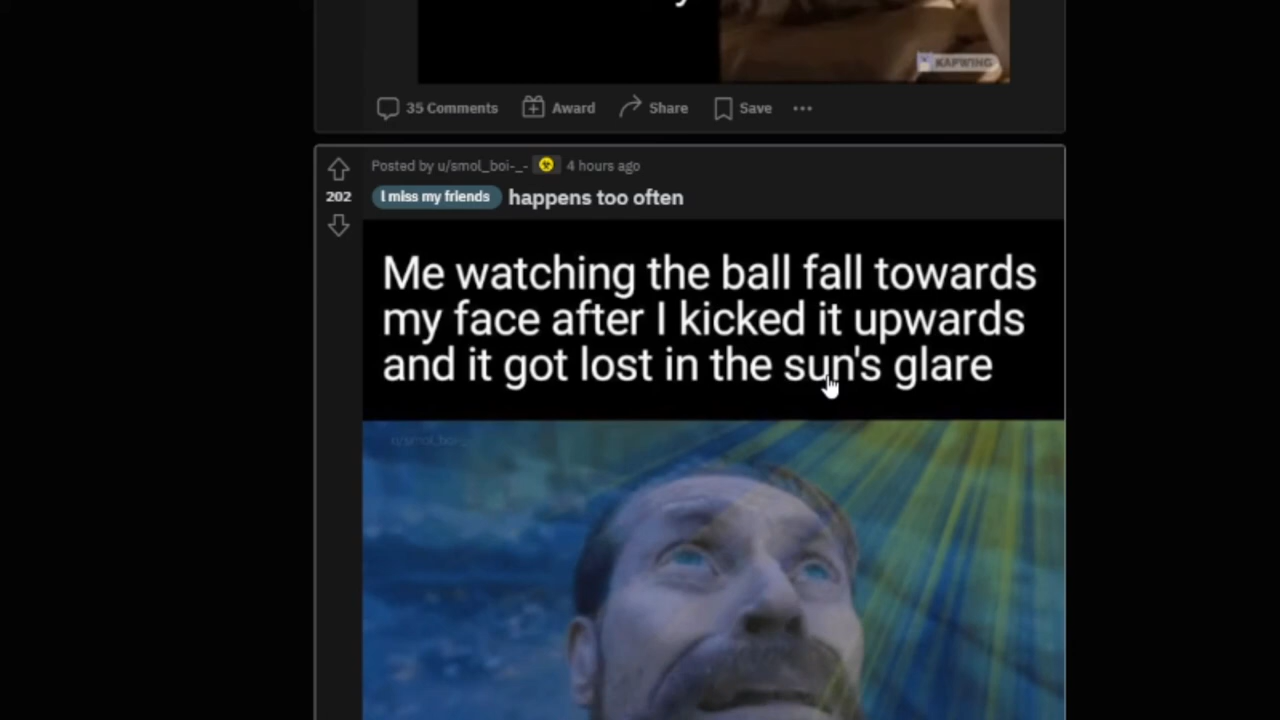 y
KAPWING
35 Comments Award Share Save
Posted by u/smol_boi-_- 4 hours ago
202
I miss my friends happens too often
Me watching the ball fall towards
my face after I kicked it upwards
and it got lost in the sun's glare
u/smol_boi-_-